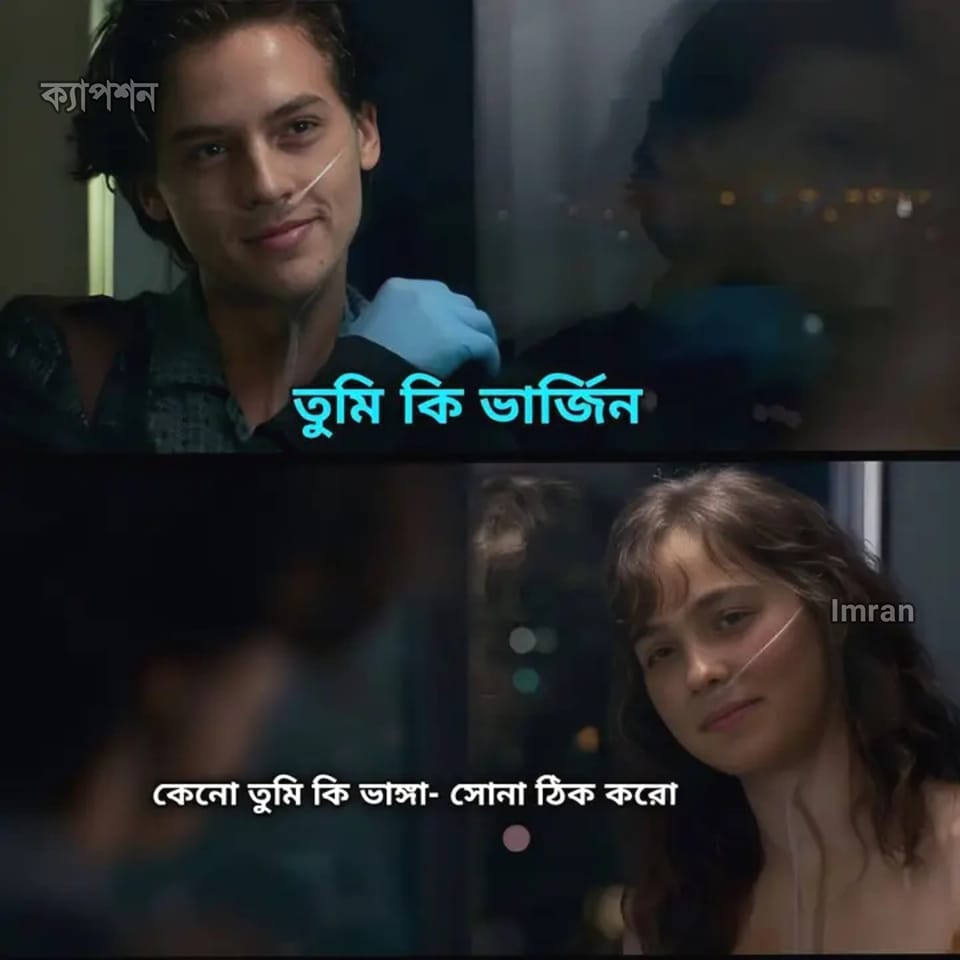 ক্যাপশন
তুমি কি ভার্জিন
Imran
কেনো তুমি কি ভাঙ্গা- সোনা ঠিক করো